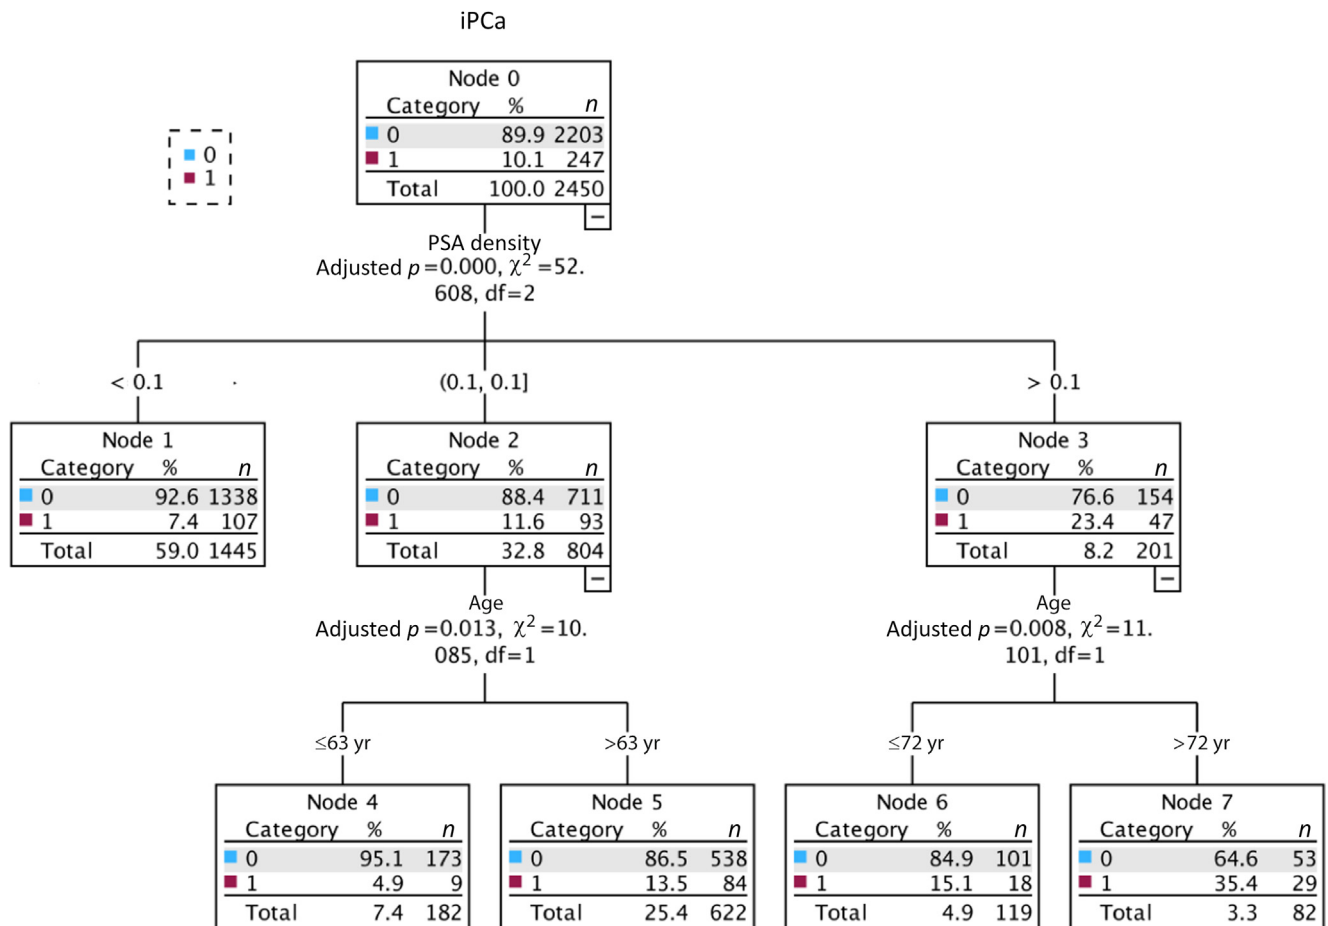 iPCa
Node 0
Category % n
0 89.9 2203
1 10.1 247
Total 100.0 2450
0
1
−
PSA density
Adjusted p=0.000, χ²=52.
608, df=2
< 0.1
(0.1, 0.1]
> 0.1
Node 1
Category % n
0 92.6 1338
1 7.4 107
Total 59.0 1445
Node 2
Category % n
0 88.4 711
1 11.6 93
Total 32.8 804
−
Node 3
Category % n
0 76.6 154
1 23.4 47
Total 8.2 201
−
Age
Adjusted p=0.013, χ²=10.
085, df=1
Age
Adjusted p=0.008, χ²=11.
101, df=1
≤63 yr
>63 yr
≤72 yr
>72 yr
Node 4
Category % n
0 95.1 173
1 4.9 9
Total 7.4 182
Node 5
Category % n
0 86.5 538
1 13.5 84
Total 25.4 622
Node 6
Category % n
0 84.9 101
1 15.1 18
Total 4.9 119
Node 7
Category % n
0 64.6 53
1 35.4 29
Total 3.3 82